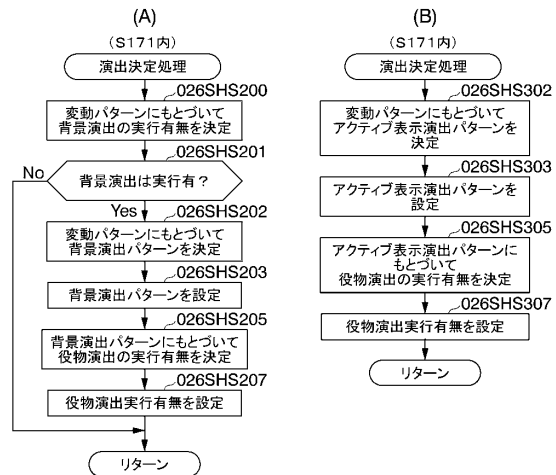 (A)
(S171内)
演出決定処理
026SHS200
変動パターンにもとづいて
背景演出の実行有無を決定
026SHS201
No
背景演出は実行有？
Yes
026SHS202
変動パターンにもとづいて
背景演出パターンを決定
026SHS203
背景演出パターンを設定
026SHS205
背景演出パターンにもとづいて
役物演出の実行有無を決定
026SHS207
役物演出実行有無を設定
リターン
(B)
(S171内)
演出決定処理
026SHS302
変動パターンにもとづいて
アクティブ表示演出パターンを
決定
026SHS303
アクティブ表示演出パターンを
設定
026SHS305
アクティブ表示演出パターンに
もとづいて
役物演出の実行有無を決定
026SHS307
役物演出実行有無を設定
リターン